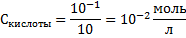 Cкислоты = 10⁻¹/10 = 10⁻² моль/л